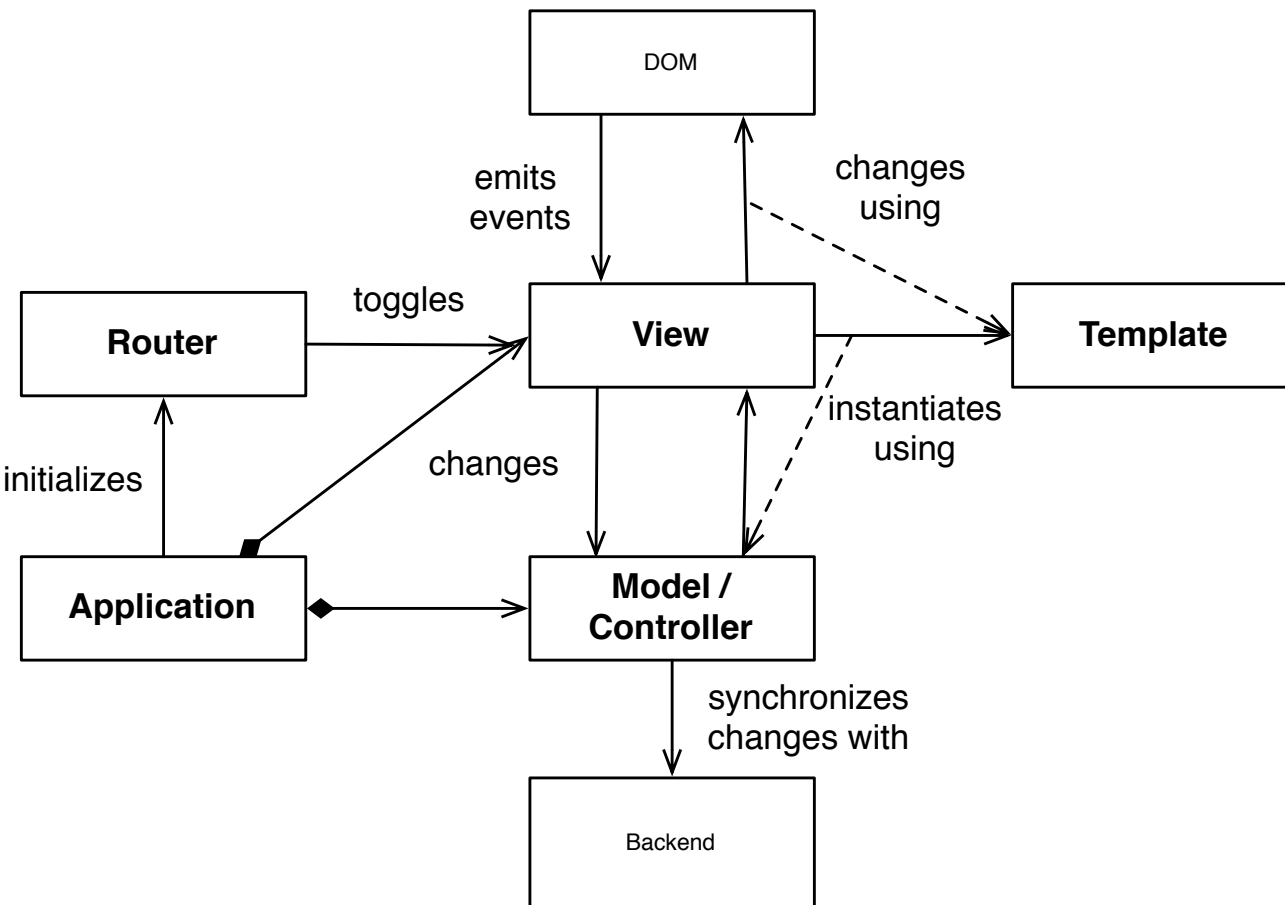 DOM
emits
events
changes
using
toggles
Router
View
Template
instantiates
using
initializes
changes
Application
Model /
Controller
synchronizes
changes with
Backend